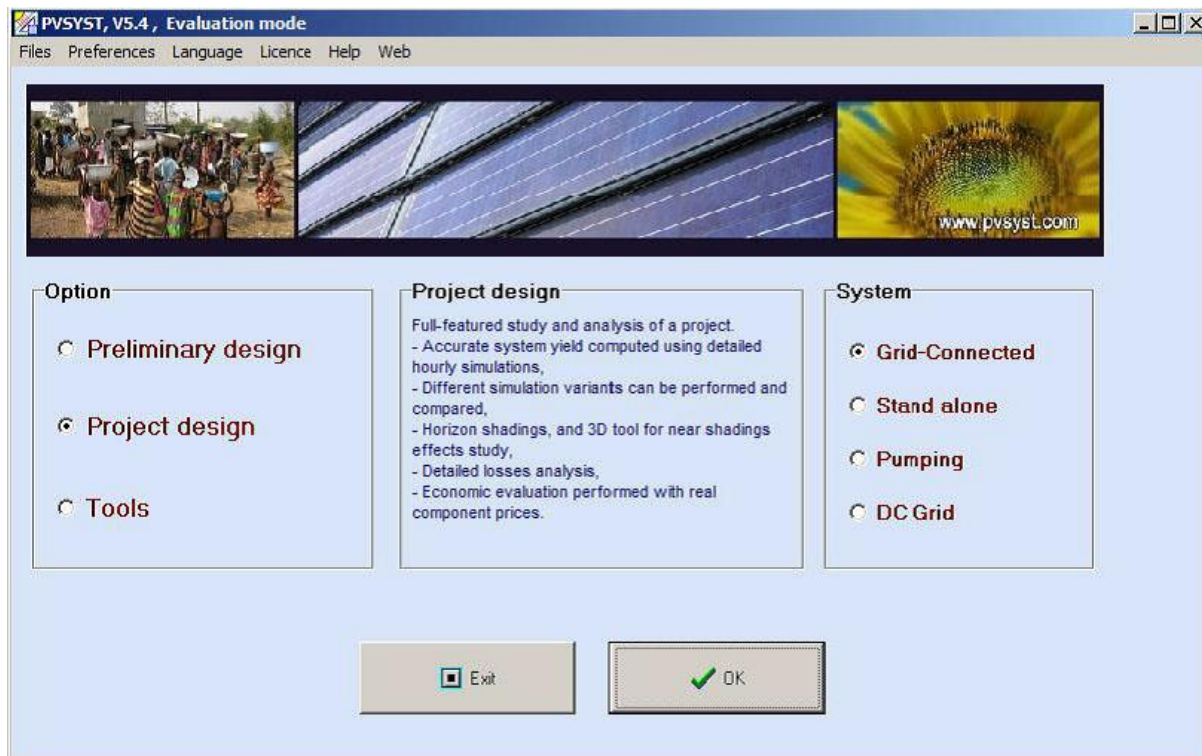 PVSYST, V5.4 , Evaluation mode
Files Preferences Language Licence Help Web
www.pvsyst.com
Option
Preliminary design
Project design
Tools
Project design
Full-featured study and analysis of a project.
- Accurate system yield computed using detailed
hourly simulations,
- Different simulation variants can be performed and
compared,
- Horizon shadings, and 3D tool for near shadings
effects study,
- Detailed losses analysis,
- Economic evaluation performed with real
component prices.
System
Grid-Connected
Stand alone
Pumping
DC Grid
Exit
OK